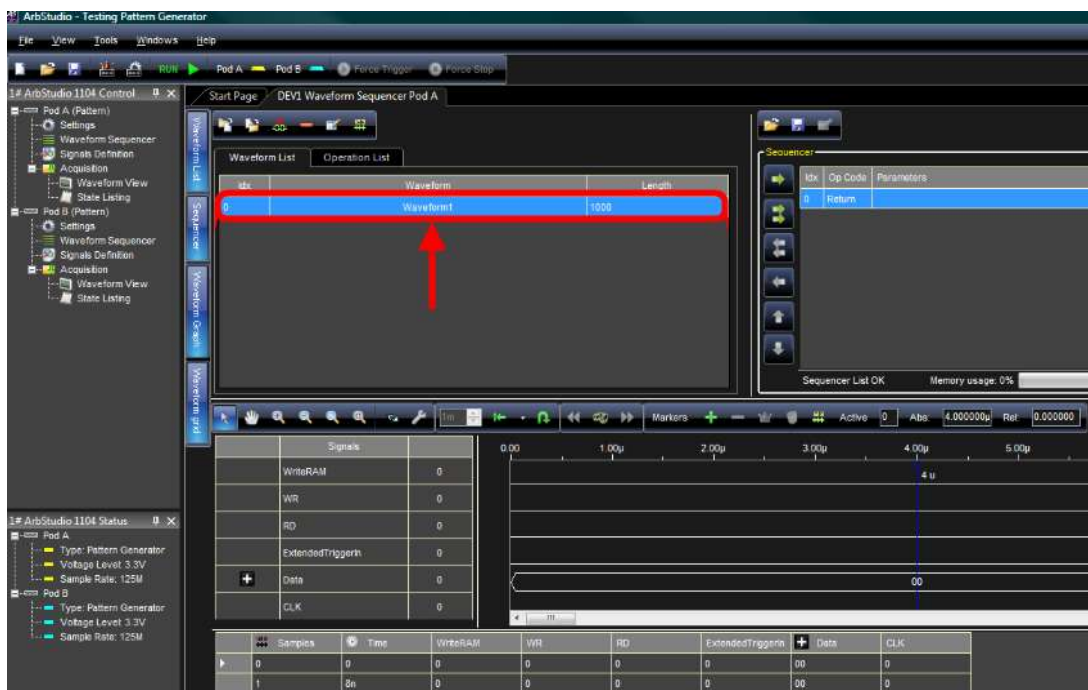 ArbStudio - Testing Pattern Generator
File View Tools Windows Help
RUN Pod A Pod B Force Trigger Force Stop
1# ArbStudio 1104 Control
Pod A (Pattern)
Settings
Waveform Sequencer
Signals Definition
Acquisition
Waveform View
State Listing
Pod B (Pattern)
Settings
Waveform Sequencer
Signals Definition
Acquisition
Waveform View
State Listing
1# ArbStudio 1104 Status
Pod A
Type: Pattern Generator
Voltage Level: 3.3V
Sample Rate: 125M
Pod B
Type: Pattern Generator
Voltage Level: 3.3V
Sample Rate: 125M
Start Page DEV1 Waveform Sequencer Pod A
Waveform List
Sequencer
Waveform Graph
Waveform grid
Waveform List Operation List
Idx Waveform Length
0 Waveform1 1000
Sequencer
Idx Op Code Parameters
0 Return
Sequencer List OK Memory usage: 0%
1m Markers Active 0 Abs: 4.000000µ Ref: 0.000000
Signals
0.00 1.00µ 2.00µ 3.00µ 4.00µ 5.00µ
WriteRAM 0 4 u
WR 0
RD 0
ExtendedTriggerIn 0
Data 0 00
CLK 0
Samples Time WriteRAM WR RD ExtendedTriggerIn Data CLK
0 0 0 0 0 0 00 0
1 8n 0 0 0 0 00 0